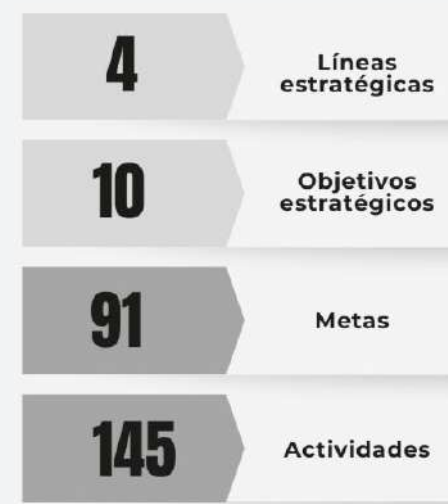 4
Líneas
estratégicas
10
Objetivos
estratégicos
91
Metas
145
Actividades